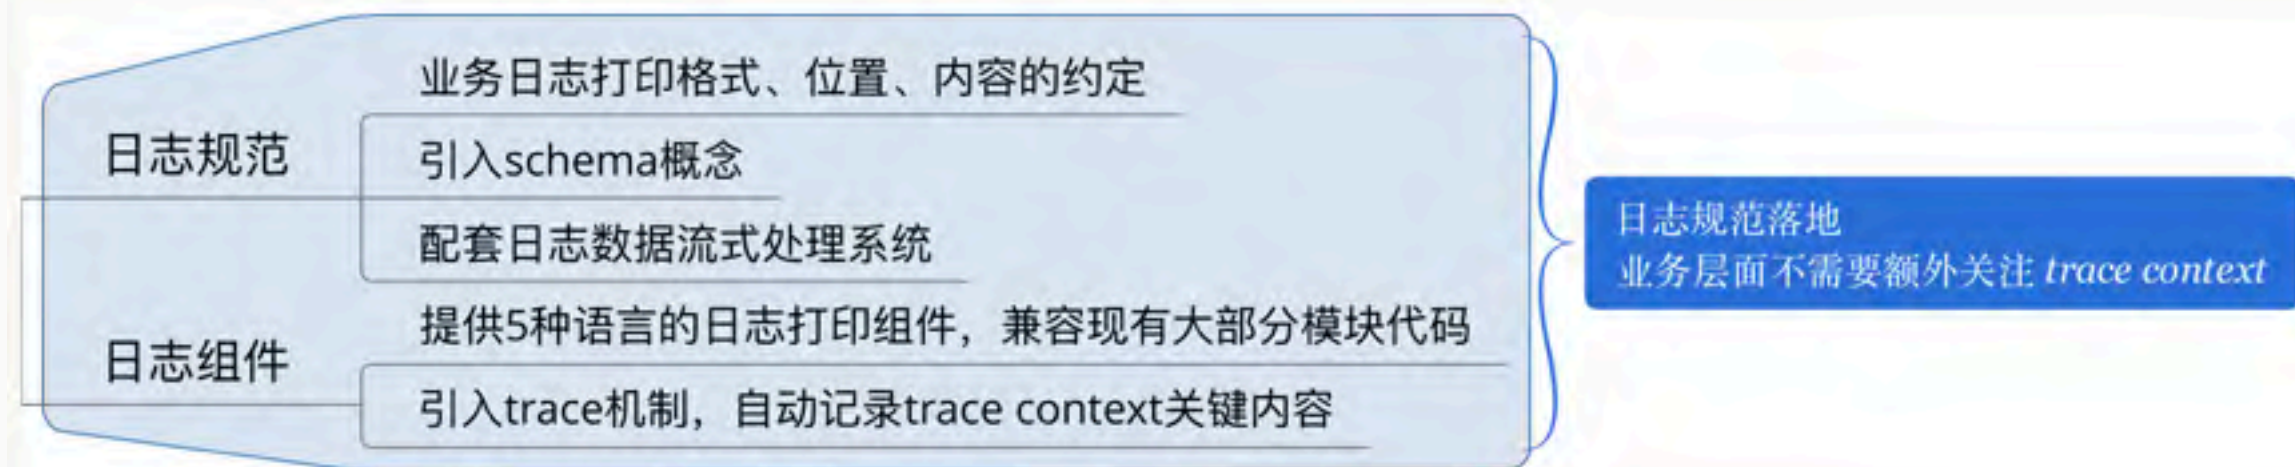 日志规范
业务日志打印格式、位置、内容的约定
引入schema概念
配套日志数据流式处理系统
日志组件
提供5种语言的日志打印组件，兼容现有大部分模块代码
引入trace机制，自动记录trace context关键内容
日志规范落地
业务层面不需要额外关注 trace context